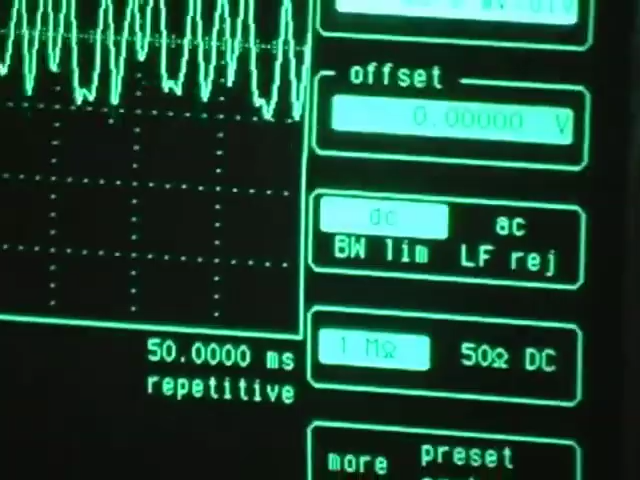 offset
0.00000 V
dc ac
BW lim LF rej
1 MΩ 50Ω DC
50.0000 ms
repetitive
more preset